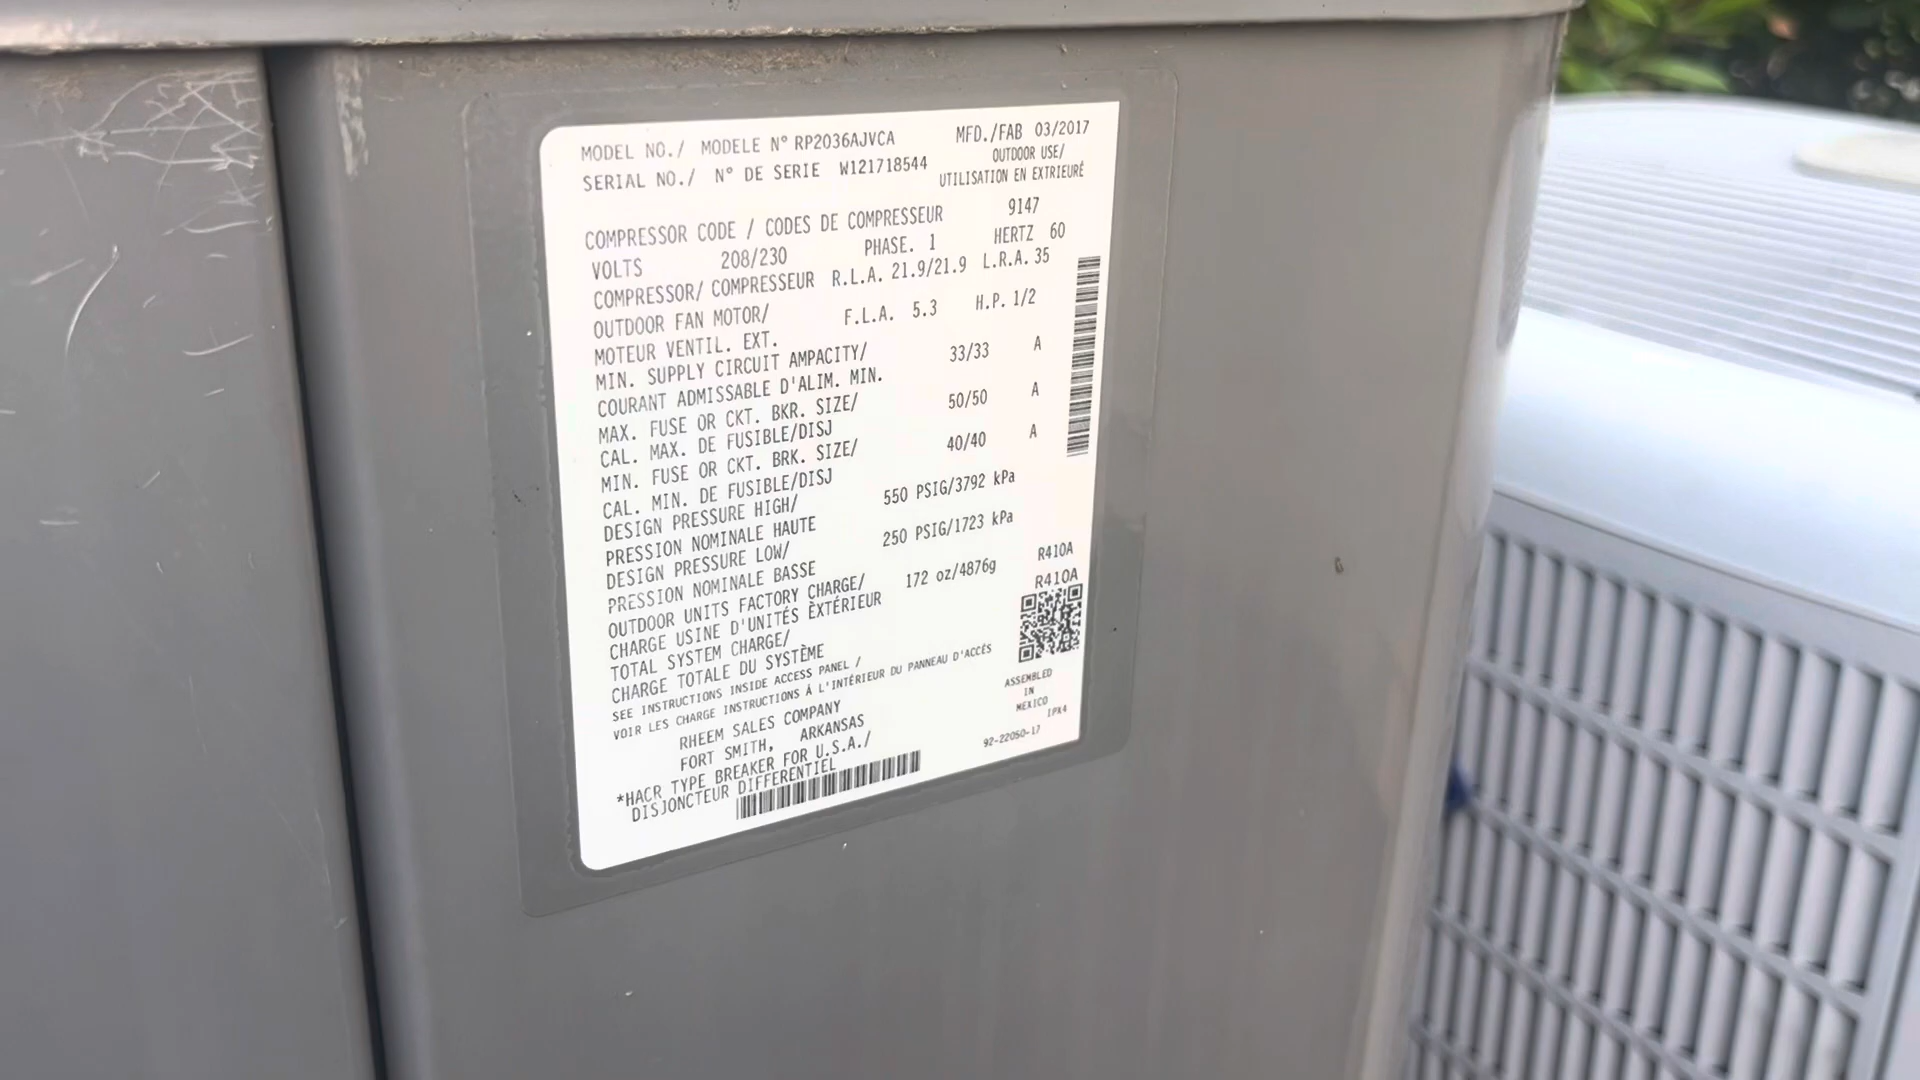 MODEL NO./ MODELE N° RP2036AJVCA MFD./FAB 03/2017
SERIAL NO./ N° DE SERIE W121718544 OUTDOOR USE/
UTILISATION EN EXTRIEURÉ
COMPRESSOR CODE / CODES DE COMPRESSEUR 9147
VOLTS 208/230 PHASE. 1 HERTZ 60
COMPRESSOR/ COMPRESSEUR R.L.A. 21.9/21.9 L.R.A. 35
OUTDOOR FAN MOTOR/ F.L.A. 5.3 H.P. 1/2
MOTEUR VENTIL. EXT.
MIN. SUPPLY CIRCUIT AMPACITY/ 33/33 A
COURANT ADMISSABLE D'ALIM. MIN.
MAX. FUSE OR CKT. BKR. SIZE/ 50/50 A
CAL. MAX. DE FUSIBLE/DISJ
MIN. FUSE OR CKT. BRK. SIZE/ 40/40 A
CAL. MIN. DE FUSIBLE/DISJ
DESIGN PRESSURE HIGH/ 550 PSIG/3792 kPa
PRESSION NOMINALE HAUTE
DESIGN PRESSURE LOW/ 250 PSIG/1723 kPa
PRESSION NOMINALE BASSE
OUTDOOR UNITS FACTORY CHARGE/ 172 oz/4876g R410A
CHARGE USINE D'UNITÉS ÈXTÉRIEUR
TOTAL SYSTEM CHARGE/ R410A
CHARGE TOTALE DU SYSTÈME
SEE INSTRUCTIONS INSIDE ACCESS PANEL /
VOIR LES CHARGE INSTRUCTIONS À L'INTÉRIEUR DU PANNEAU D'ACCÈS
RHEEM SALES COMPANY
FORT SMITH, ARKANSAS
ASSEMBLED
IN
MEXICO
IPX4
92-22050-17
*HACR TYPE BREAKER FOR U.S.A./
DISJONCTEUR DIFFERENTIEL